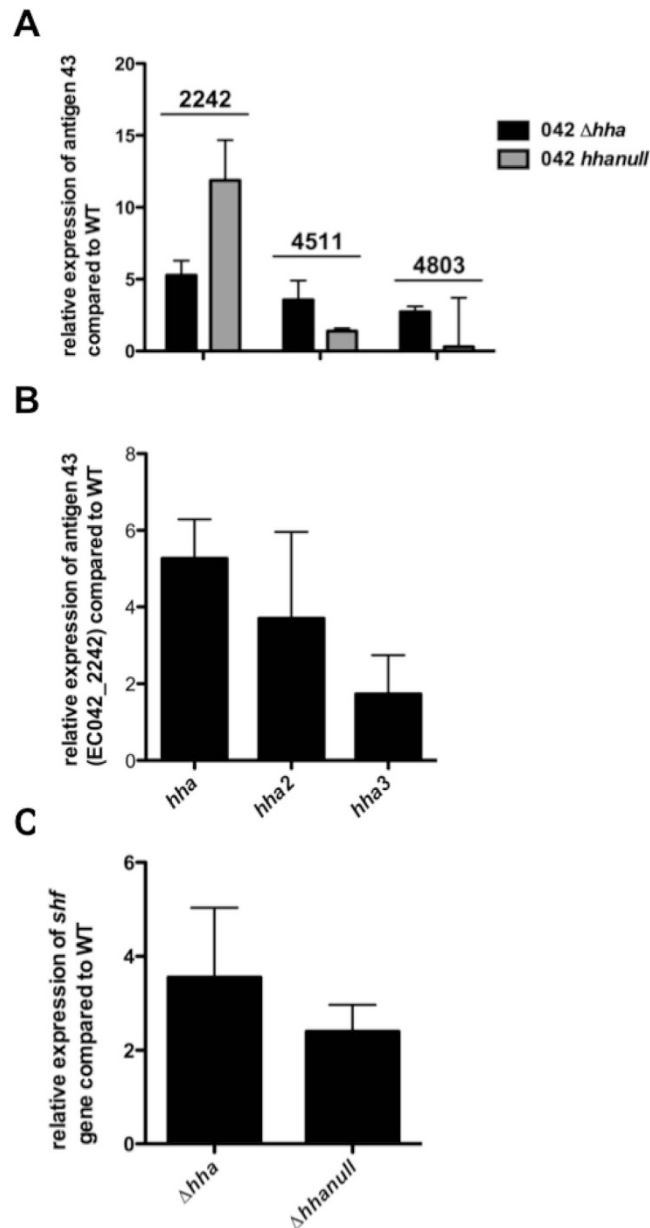 A
relative expression of antigen 43
compared to WT
20
15
10
5
0
2242
4511
4803
042 Δhha
042 hhanull
B
relative expression of antigen 43
(EC042_2242) compared to WT
8
6
4
2
0
hha
hha2
hha3
C
relative expression of shf
gene compared to WT
6
4
2
0
Δhha
Δhhanull